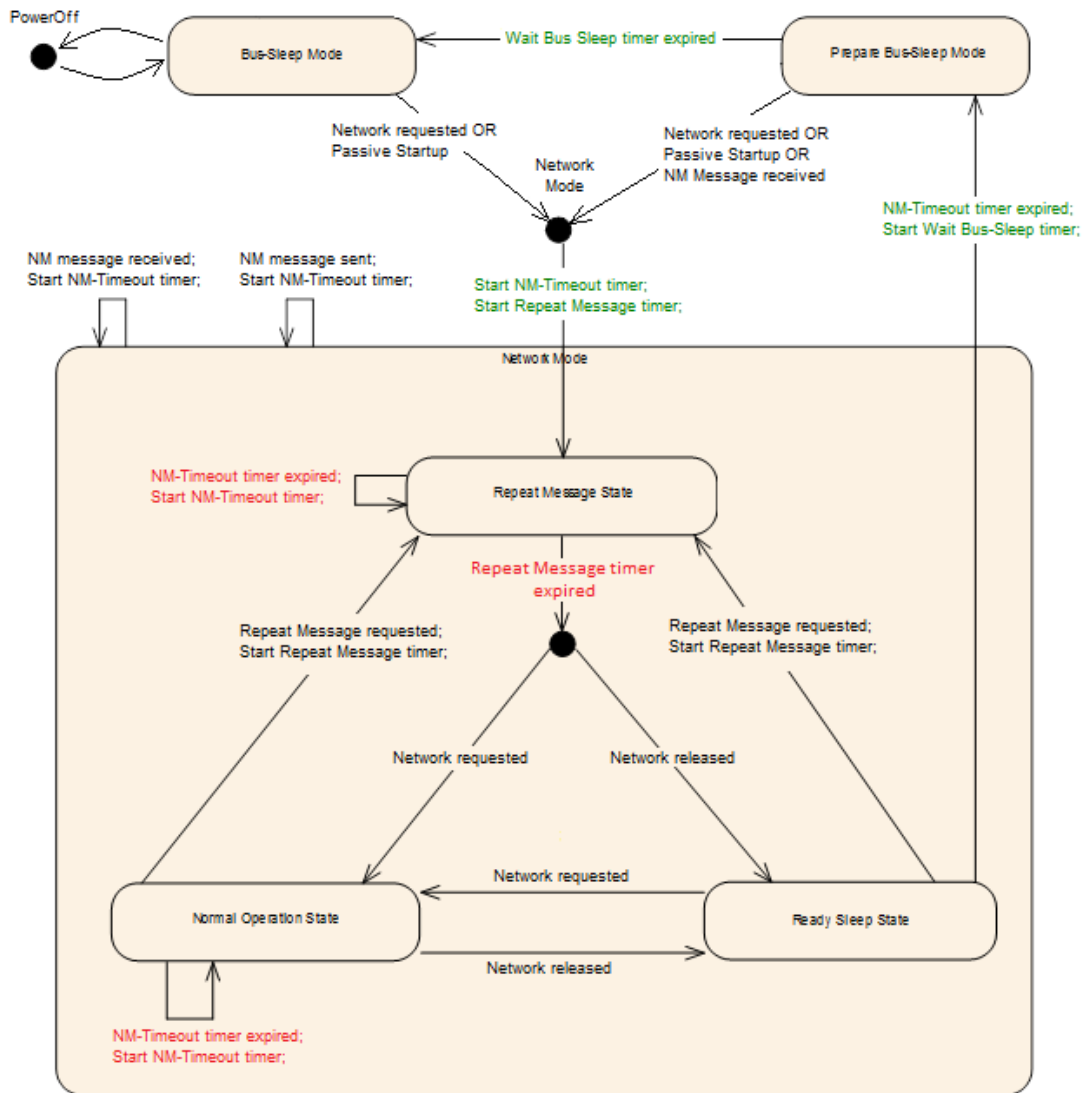 PowerOff
Bus-Sleep Mode
Wait Bus Sleep timer expired
Prepare Bus-Sleep Mode
Network requested OR
Passive Startup
Network requested OR
Passive Startup OR
NM Message received
Network
Mode
NM-Timeout timer expired;
Start Wait Bus-Sleep timer;
NM message received;
Start NM-Timeout timer;
NM message sent;
Start NM-Timeout timer;
Start NM-Timeout timer;
Start Repeat Message timer;
Network Mode
NM-Timeout timer expired;
Start NM-Timeout timer;
Repeat Message State
Repeat Message timer
expired
Repeat Message requested;
Start Repeat Message timer;
Repeat Message requested;
Start Repeat Message timer;
Network requested
Network released
Network requested
Normal Operation State
Ready Sleep State
Network released
NM-Timeout timer expired;
Start NM-Timeout timer;